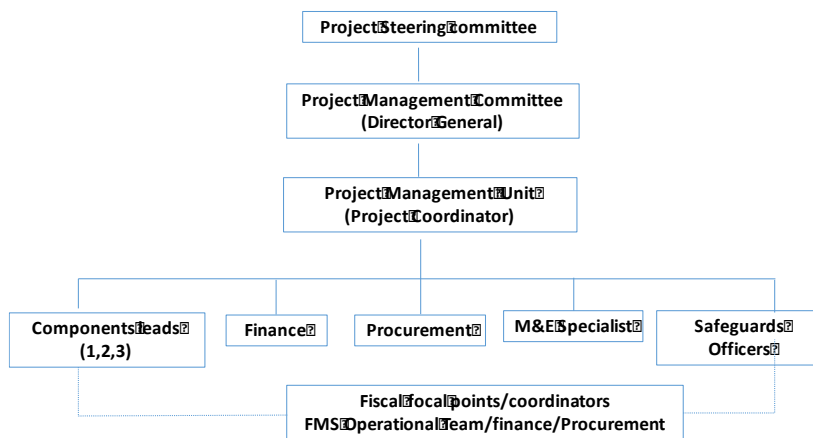 Project Steering committee
Project Management Committee
(Director General)
Project Management Unit
(Project Coordinator)
Components leads
(1,2,3)
Finance
Procurement
M&E Specialist
Safeguards
Officers
Fiscal focal points/coordinators
FMS Operational Team/finance/Procurement